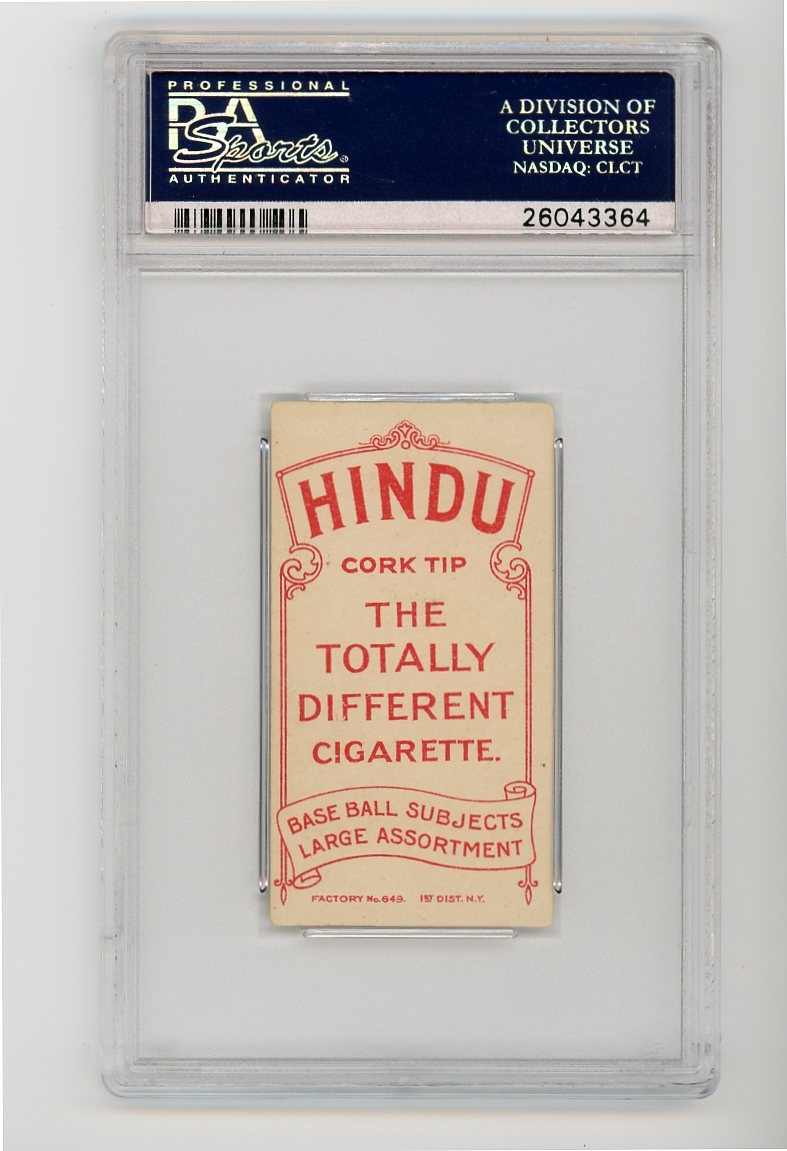 PROFESSIONAL
PSA
Sports
AUTHENTICATOR
A DIVISION OF
COLLECTORS
UNIVERSE
NASDAQ: CLCT
26043364
HINDU
CORK TIP
THE
TOTALLY
DIFFERENT
CIGARETTE.
BASE BALL SUBJECTS
LARGE ASSORTMENT
FACTORY No. 649. 1ST DIST. N.Y.